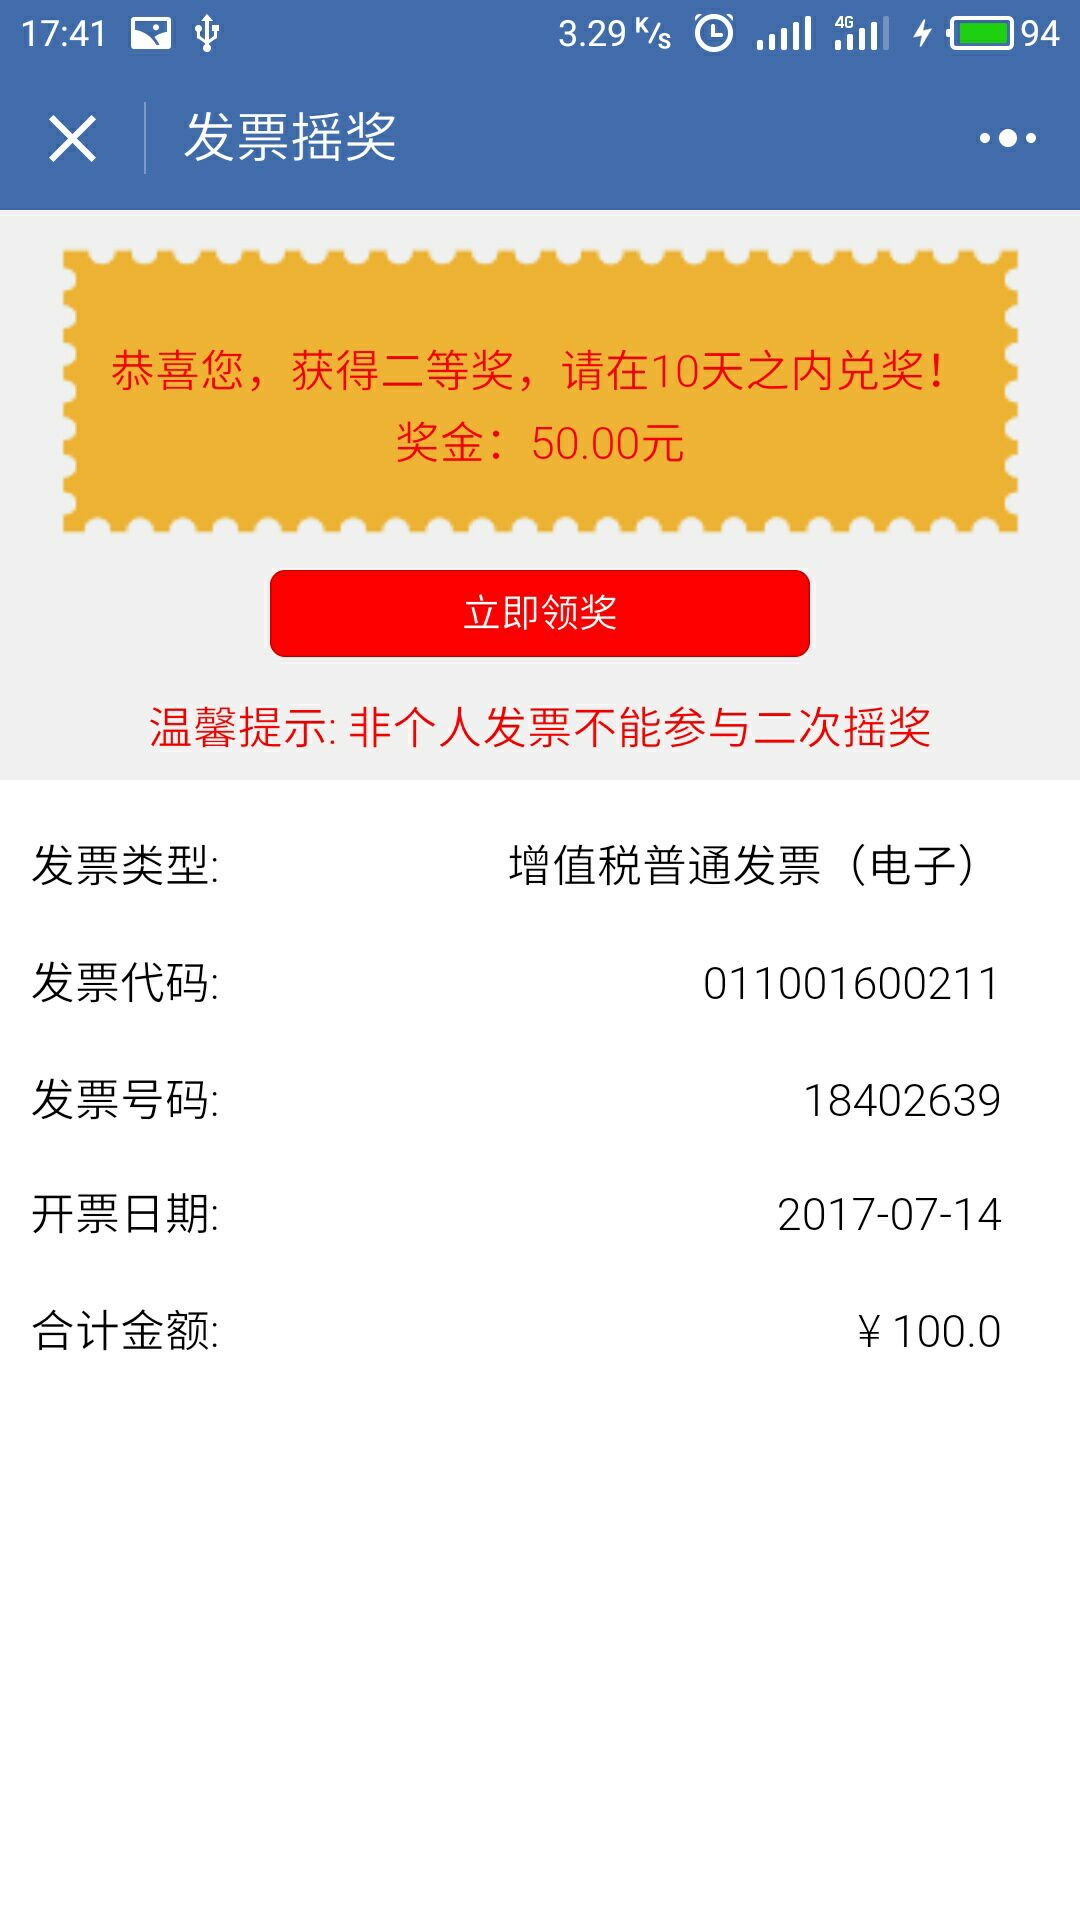 17:41 3.29 K/s 4G 94
发票摇奖
恭喜您，获得二等奖，请在10天之内兑奖！
奖金：50.00元
立即领奖
温馨提示: 非个人发票不能参与二次摇奖
发票类型: 增值税普通发票（电子）
发票代码: 011001600211
发票号码: 18402639
开票日期: 2017-07-14
合计金额: ¥ 100.0